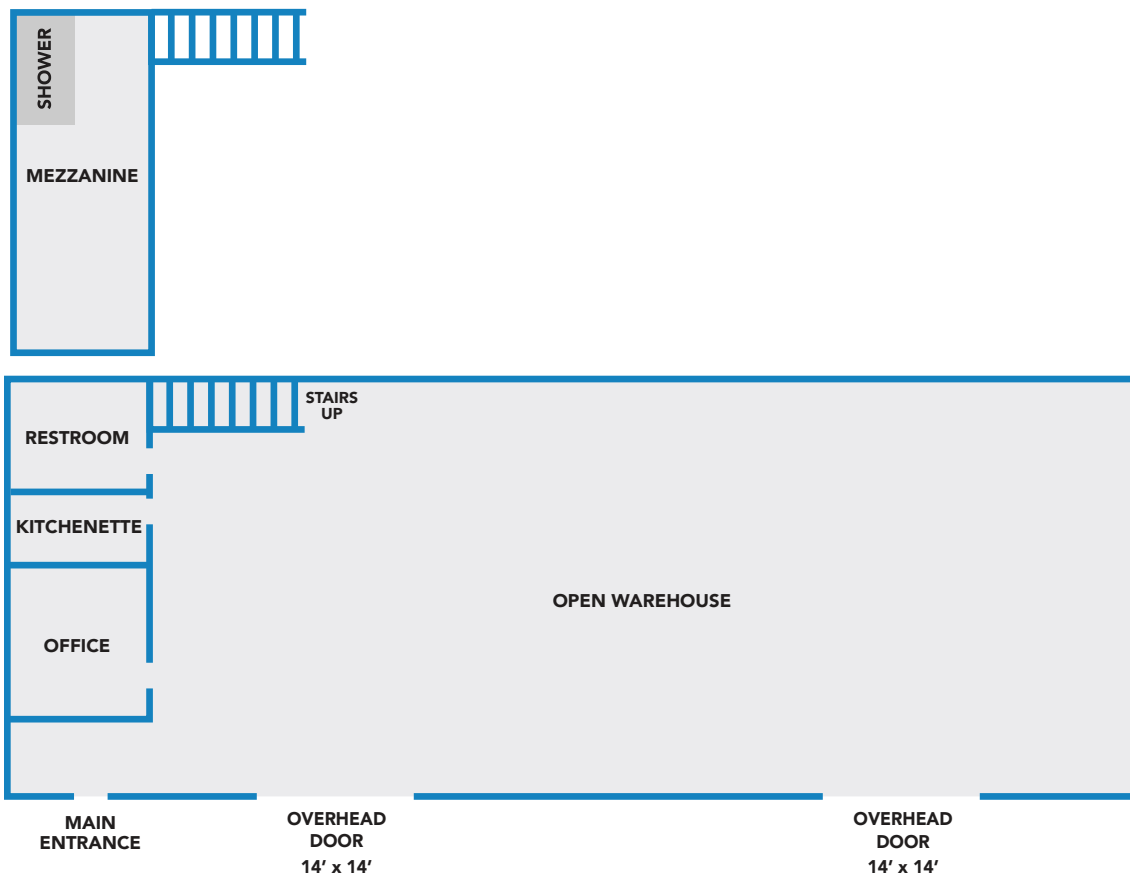 SHOWER
MEZZANINE
STAIRS
UP
RESTROOM
KITCHENETTE
OPEN WAREHOUSE
OFFICE
MAIN
ENTRANCE
OVERHEAD
DOOR
14’ x 14’
OVERHEAD
DOOR
14’ x 14’